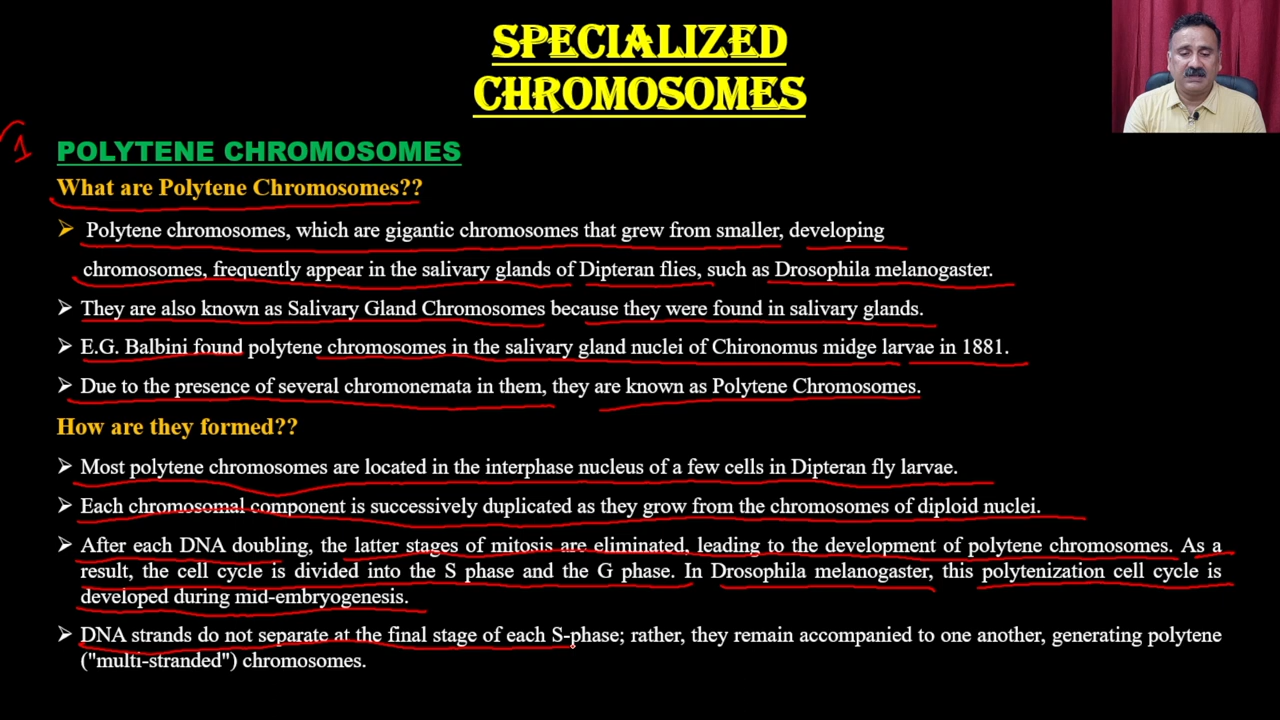 SPECIALIZED
CHROMOSOMES
1
POLYTENE CHROMOSOMES
What are Polytene Chromosomes??
➢ Polytene chromosomes, which are gigantic chromosomes that grew from smaller, developing
chromosomes, frequently appear in the salivary glands of Dipteran flies, such as Drosophila melanogaster.
➢ They are also known as Salivary Gland Chromosomes because they were found in salivary glands.
➢ E.G. Balbini found polytene chromosomes in the salivary gland nuclei of Chironomus midge larvae in 1881.
➢ Due to the presence of several chromonemata in them, they are known as Polytene Chromosomes.
How are they formed??
➢ Most polytene chromosomes are located in the interphase nucleus of a few cells in Dipteran fly larvae.
➢ Each chromosomal component is successively duplicated as they grow from the chromosomes of diploid nuclei.
➢ After each DNA doubling, the latter stages of mitosis are eliminated, leading to the development of polytene chromosomes. As a
result, the cell cycle is divided into the S phase and the G phase. In Drosophila melanogaster, this polytenization cell cycle is
developed during mid-embryogenesis.
➢ DNA strands do not separate at the final stage of each S-phase; rather, they remain accompanied to one another, generating polytene
("multi-stranded") chromosomes.